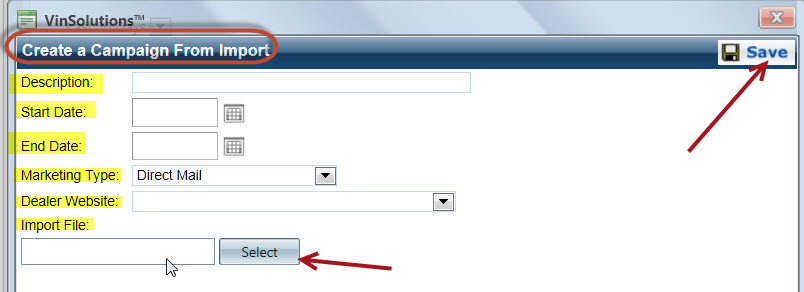 VinSolutions™
Create a Campaign From Import
Save
Description:
Start Date:
End Date:
Marketing Type: Direct Mail
Dealer Website:
Import File:
Select